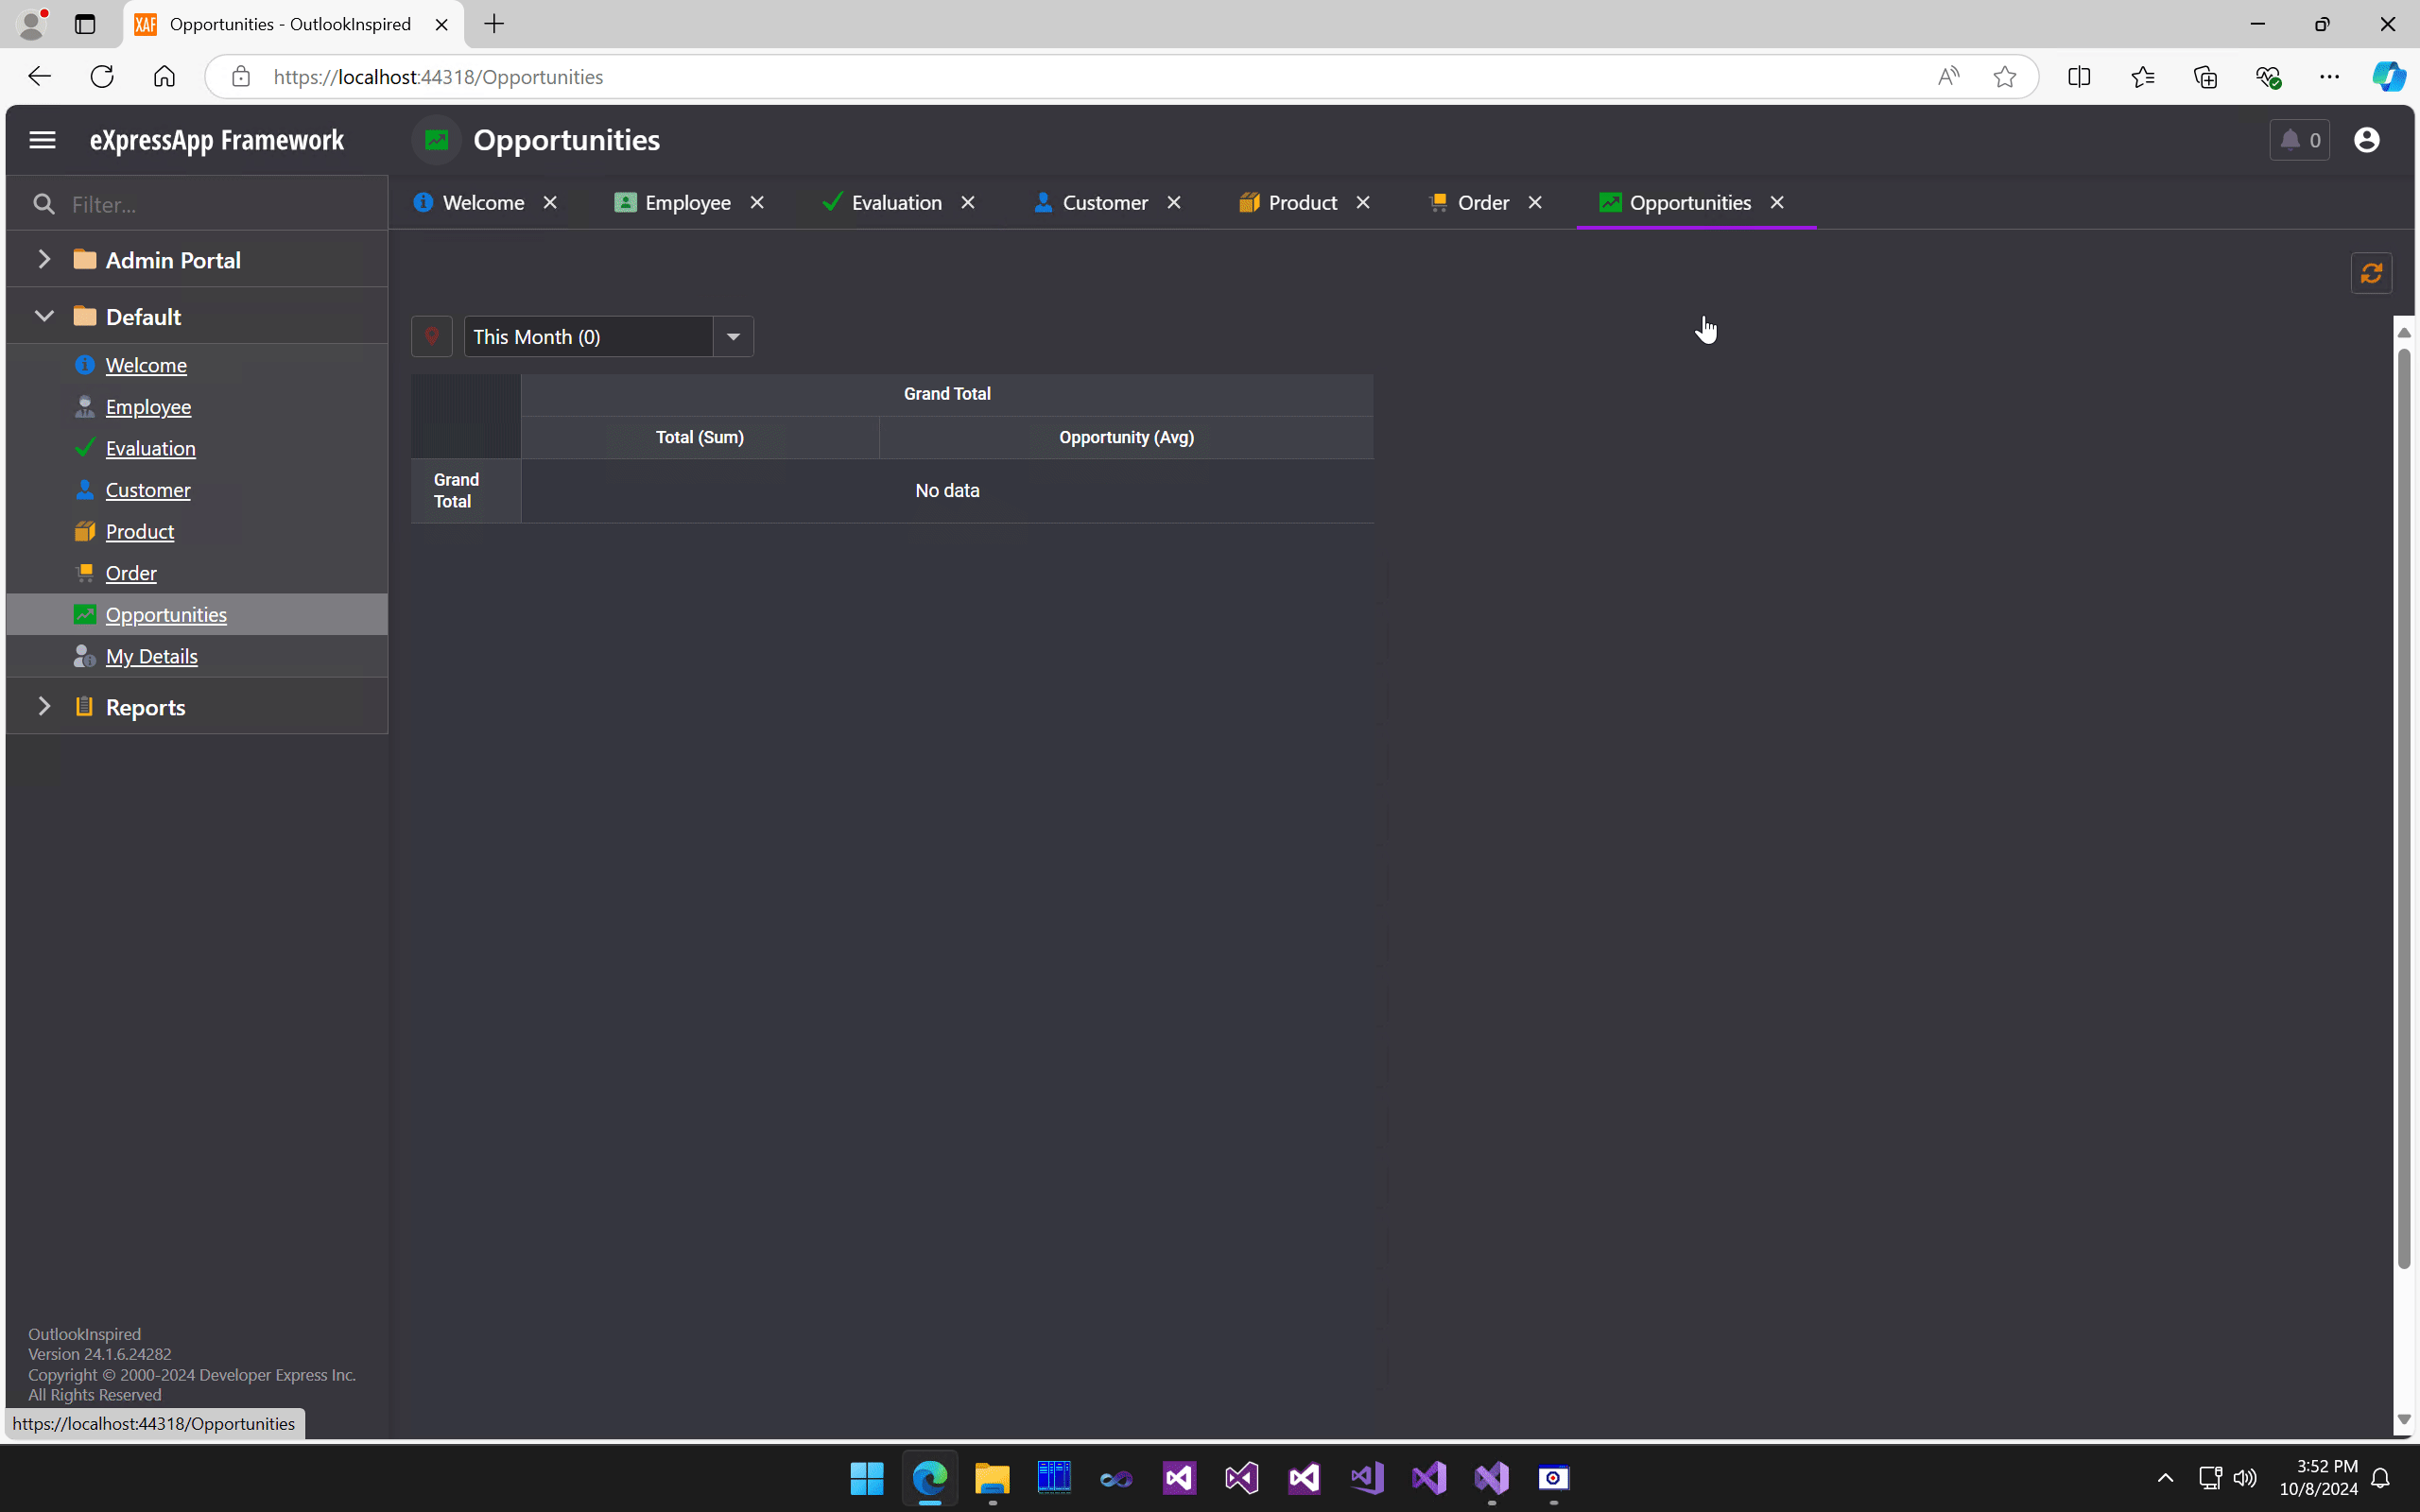 XAF Opportunities - OutlookInspired
https://localhost:44318/Opportunities
eXpressApp Framework
Opportunities
0
Filter...
Welcome
Employee
Evaluation
Customer
Product
Order
Opportunities
Admin Portal
Default
Welcome
Employee
Evaluation
Customer
Product
Order
Opportunities
My Details
Reports
This Month (0)
Grand Total
Total (Sum)
Opportunity (Avg)
Grand
Total
No data
OutlookInspired
Version 24.1.6.24282
Copyright © 2000-2024 Developer Express Inc.
All Rights Reserved
https://localhost:44318/Opportunities
3:52 PM
10/8/2024